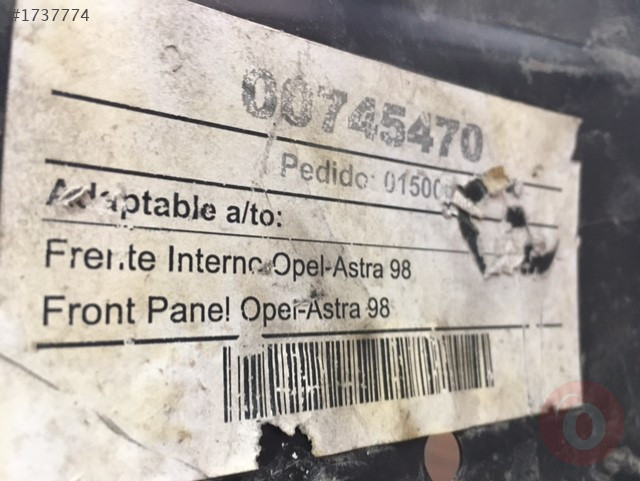 #1737774
00745470
Pedido: 01500
Adaptable a/to:
Frente Interno Opel-Astra 98
Front Panel Opel-Astra 98